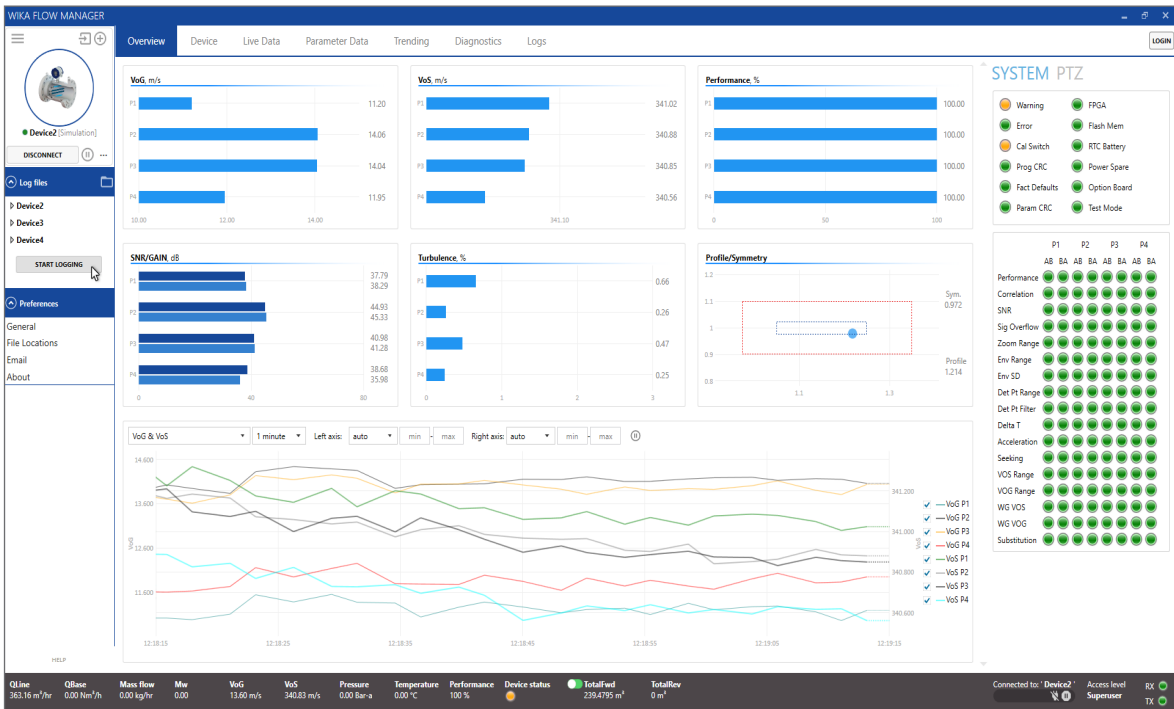 WIKA FLOW MANAGER
Overview Device Live Data Parameter Data Trending Diagnostics Logs
LOGIN
Device2 [Simulation]
DISCONNECT ...
Log files
Device2
Device3
Device4
START LOGGING
Preferences
General
File Locations
Email
About
HELP
VoG, m/s
P1 11.20
P2 14.06
P3 14.04
P4 11.95
10.00 12.00 14.00
VoS, m/s
P1 341.02
P2 340.88
P3 340.85
P4 340.56
341.10
Performance, %
P1 100.00
P2 100.00
P3 100.00
P4 100.00
0 50 100
SNR/GAIN, dB
P1 37.79
38.29
P2 44.93
45.33
P3 40.98
41.28
P4 38.68
35.98
0 40 80
Turbulence, %
P1 0.66
P2 0.26
P3 0.47
P4 0.25
0 1 2 3
Profile/Symmetry
1.2
1.1
1
0.9
0.8
1.1 1.3
Sym.
0.972
Profile
1.214
VoG & VoS 1 minute Left axis: auto min - max Right axis: auto min - max
14.600
13.600
12.600
11.600
VoG
341.200
341.000
340.800
340.600
VoS
12:18:15 12:18:25 12:18:35 12:18:45 12:18:55 12:19:05 12:19:15
VoG P1
VoG P2
VoG P3
VoG P4
VoS P1
VoS P2
VoS P3
VoS P4
SYSTEM PTZ
Warning FPGA
Error Flash Mem
Cal Switch RTC Battery
Prog CRC Power Spare
Fact Defaults Option Board
Param CRC Test Mode
P1 P2 P3 P4
AB BA AB BA AB BA AB BA
Performance
Correlation
SNR
Sig Overflow
Zoom Range
Env Range
Env SD
Det Pt Range
Det Pt Filter
Delta T
Acceleration
Seeking
VOS Range
VOG Range
WG VOS
WG VOG
Substitution
QLine QBase Mass flow Mw VoG VoS Pressure Temperature Performance Device status TotalFwd TotalRev
363.16 m³/hr 0.00 Nm³/h 0.00 kg/hr 0.00 13.60 m/s 340.83 m/s 0.00 Bar-a 0.00 °C 100 % 239.4795 m³ 0 m³
Connected to: ' Device2 ' Access level RX
Superuser TX